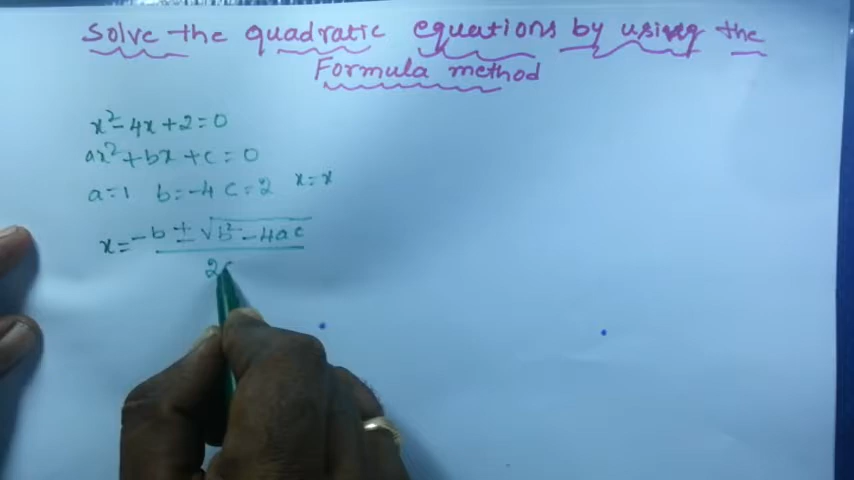 Solve the quadratic equations by using the
Formula method
x²-4x+2=0
ax²+bx+c=0
a=1 b=-4 c=2 x=x
x=-b±√b²-4ac
2